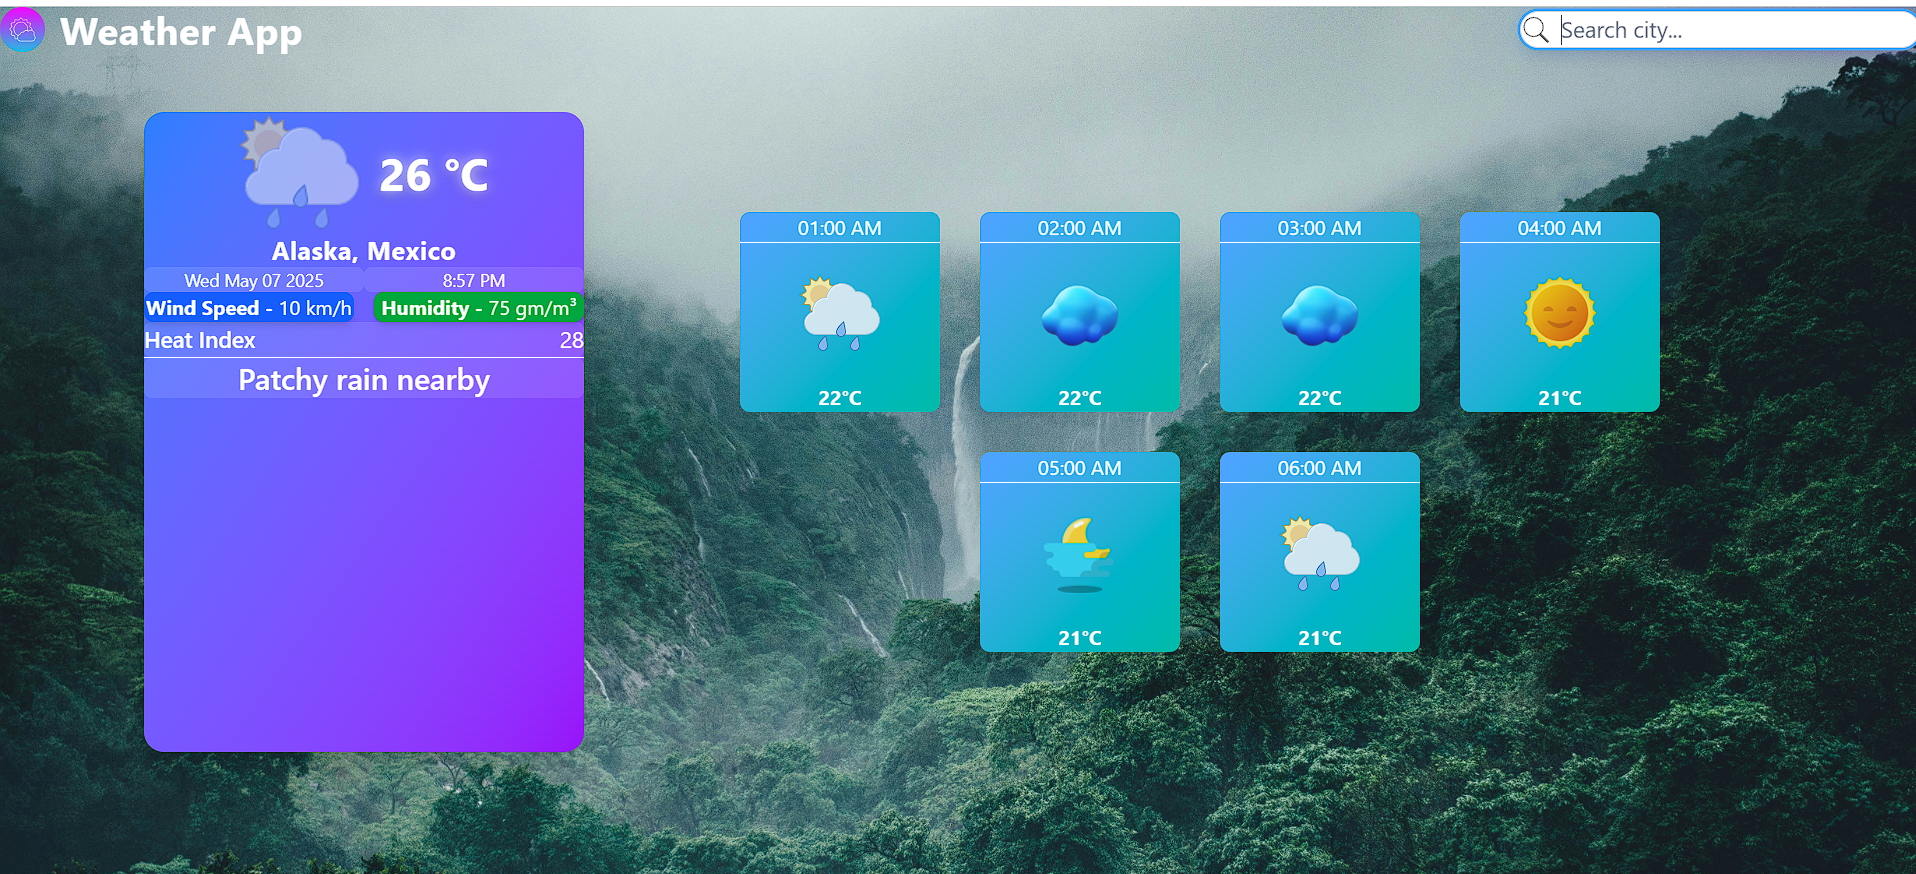 Weather App
Search city...
26 °C
Alaska, Mexico
Wed May 07 2025 8:57 PM
Wind Speed - 10 km/h Humidity - 75 gm/m³
Heat Index 28
Patchy rain nearby
01:00 AM
22°C
02:00 AM
22°C
03:00 AM
22°C
04:00 AM
21°C
05:00 AM
21°C
06:00 AM
21°C